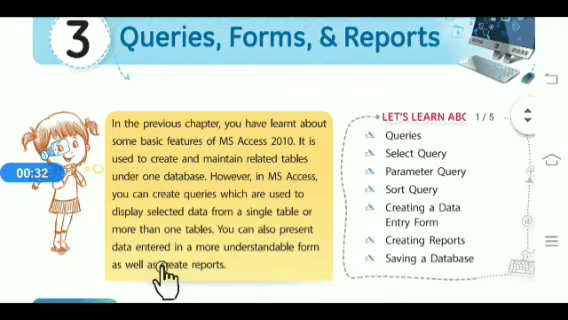 3
Queries, Forms, & Reports
In the previous chapter, you have learnt about
some basic features of MS Access 2010. It is
used to create and maintain related tables
under one database. However, in MS Access,
you can create queries which are used to
display selected data from a single table or
more than one tables. You can also present
data entered in a more understandable form
as well as create reports.
00:32
LET'S LEARN ABO
1/5
Queries
Select Query
Parameter Query
Sort Query
Creating a Data
Entry Form
Creating Reports
Saving a Database